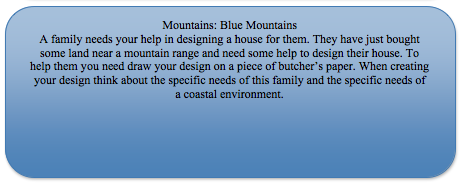 Mountains: Blue Mountains
A family needs your help in designing a house for them. They have just bought
some land near a mountain range and need some help to design their house. To
help them you need draw your design on a piece of butcher's paper. When creating
your design think about the specific needs of this family and the specific needs of
a coastal environment.